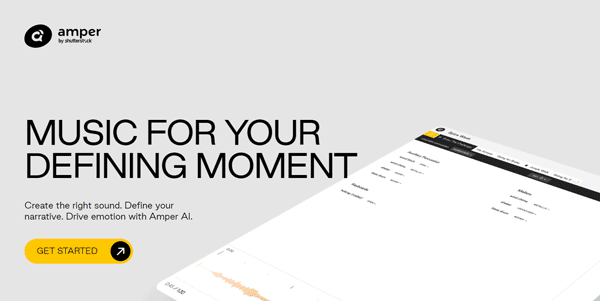 amper
by shutterstock
MUSIC FOR YOUR
DEFINING MOMENT
Create the right sound. Define your
narrative. Drive emotion with Amper AI.
GET STARTED